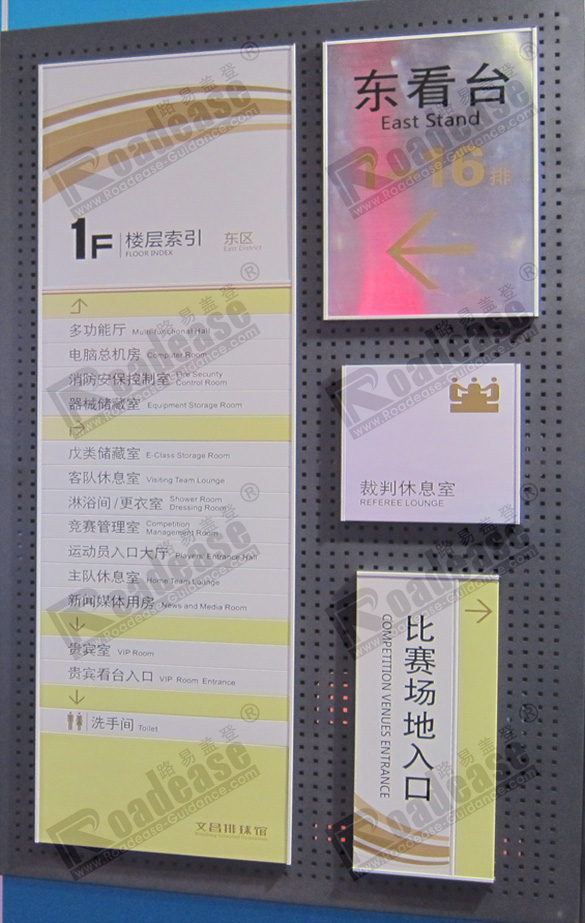 1F 楼层索引 东区
FLOOR INDEX East District
多功能厅 Multi-functional Hall
电脑总机房 Computer Room
消防安保控制室 Fire Security Control Room
器械储藏室 Equipment Storage Room
戊类储藏室 E-Class Storage Room
客队休息室 Visiting Team Lounge
淋浴间/更衣室 Shower Room Dressing Room
竞赛管理室 Competition Management Room
运动员入口大厅 Players' Entrance Hall
主队休息室 Home Team Lounge
新闻媒体用房 News and Media Room
贵宾室 VIP Room
贵宾看台入口 VIP Room Entrance
洗手间 Toilet
文昌排球馆
东看台
East Stand
1-16排
裁判休息室
REFEREE LOUNGE
比赛场地入口
COMPETITION VENUES ENTRANCE
路易盖登
Roadease
www.Roadease-Guidance.com